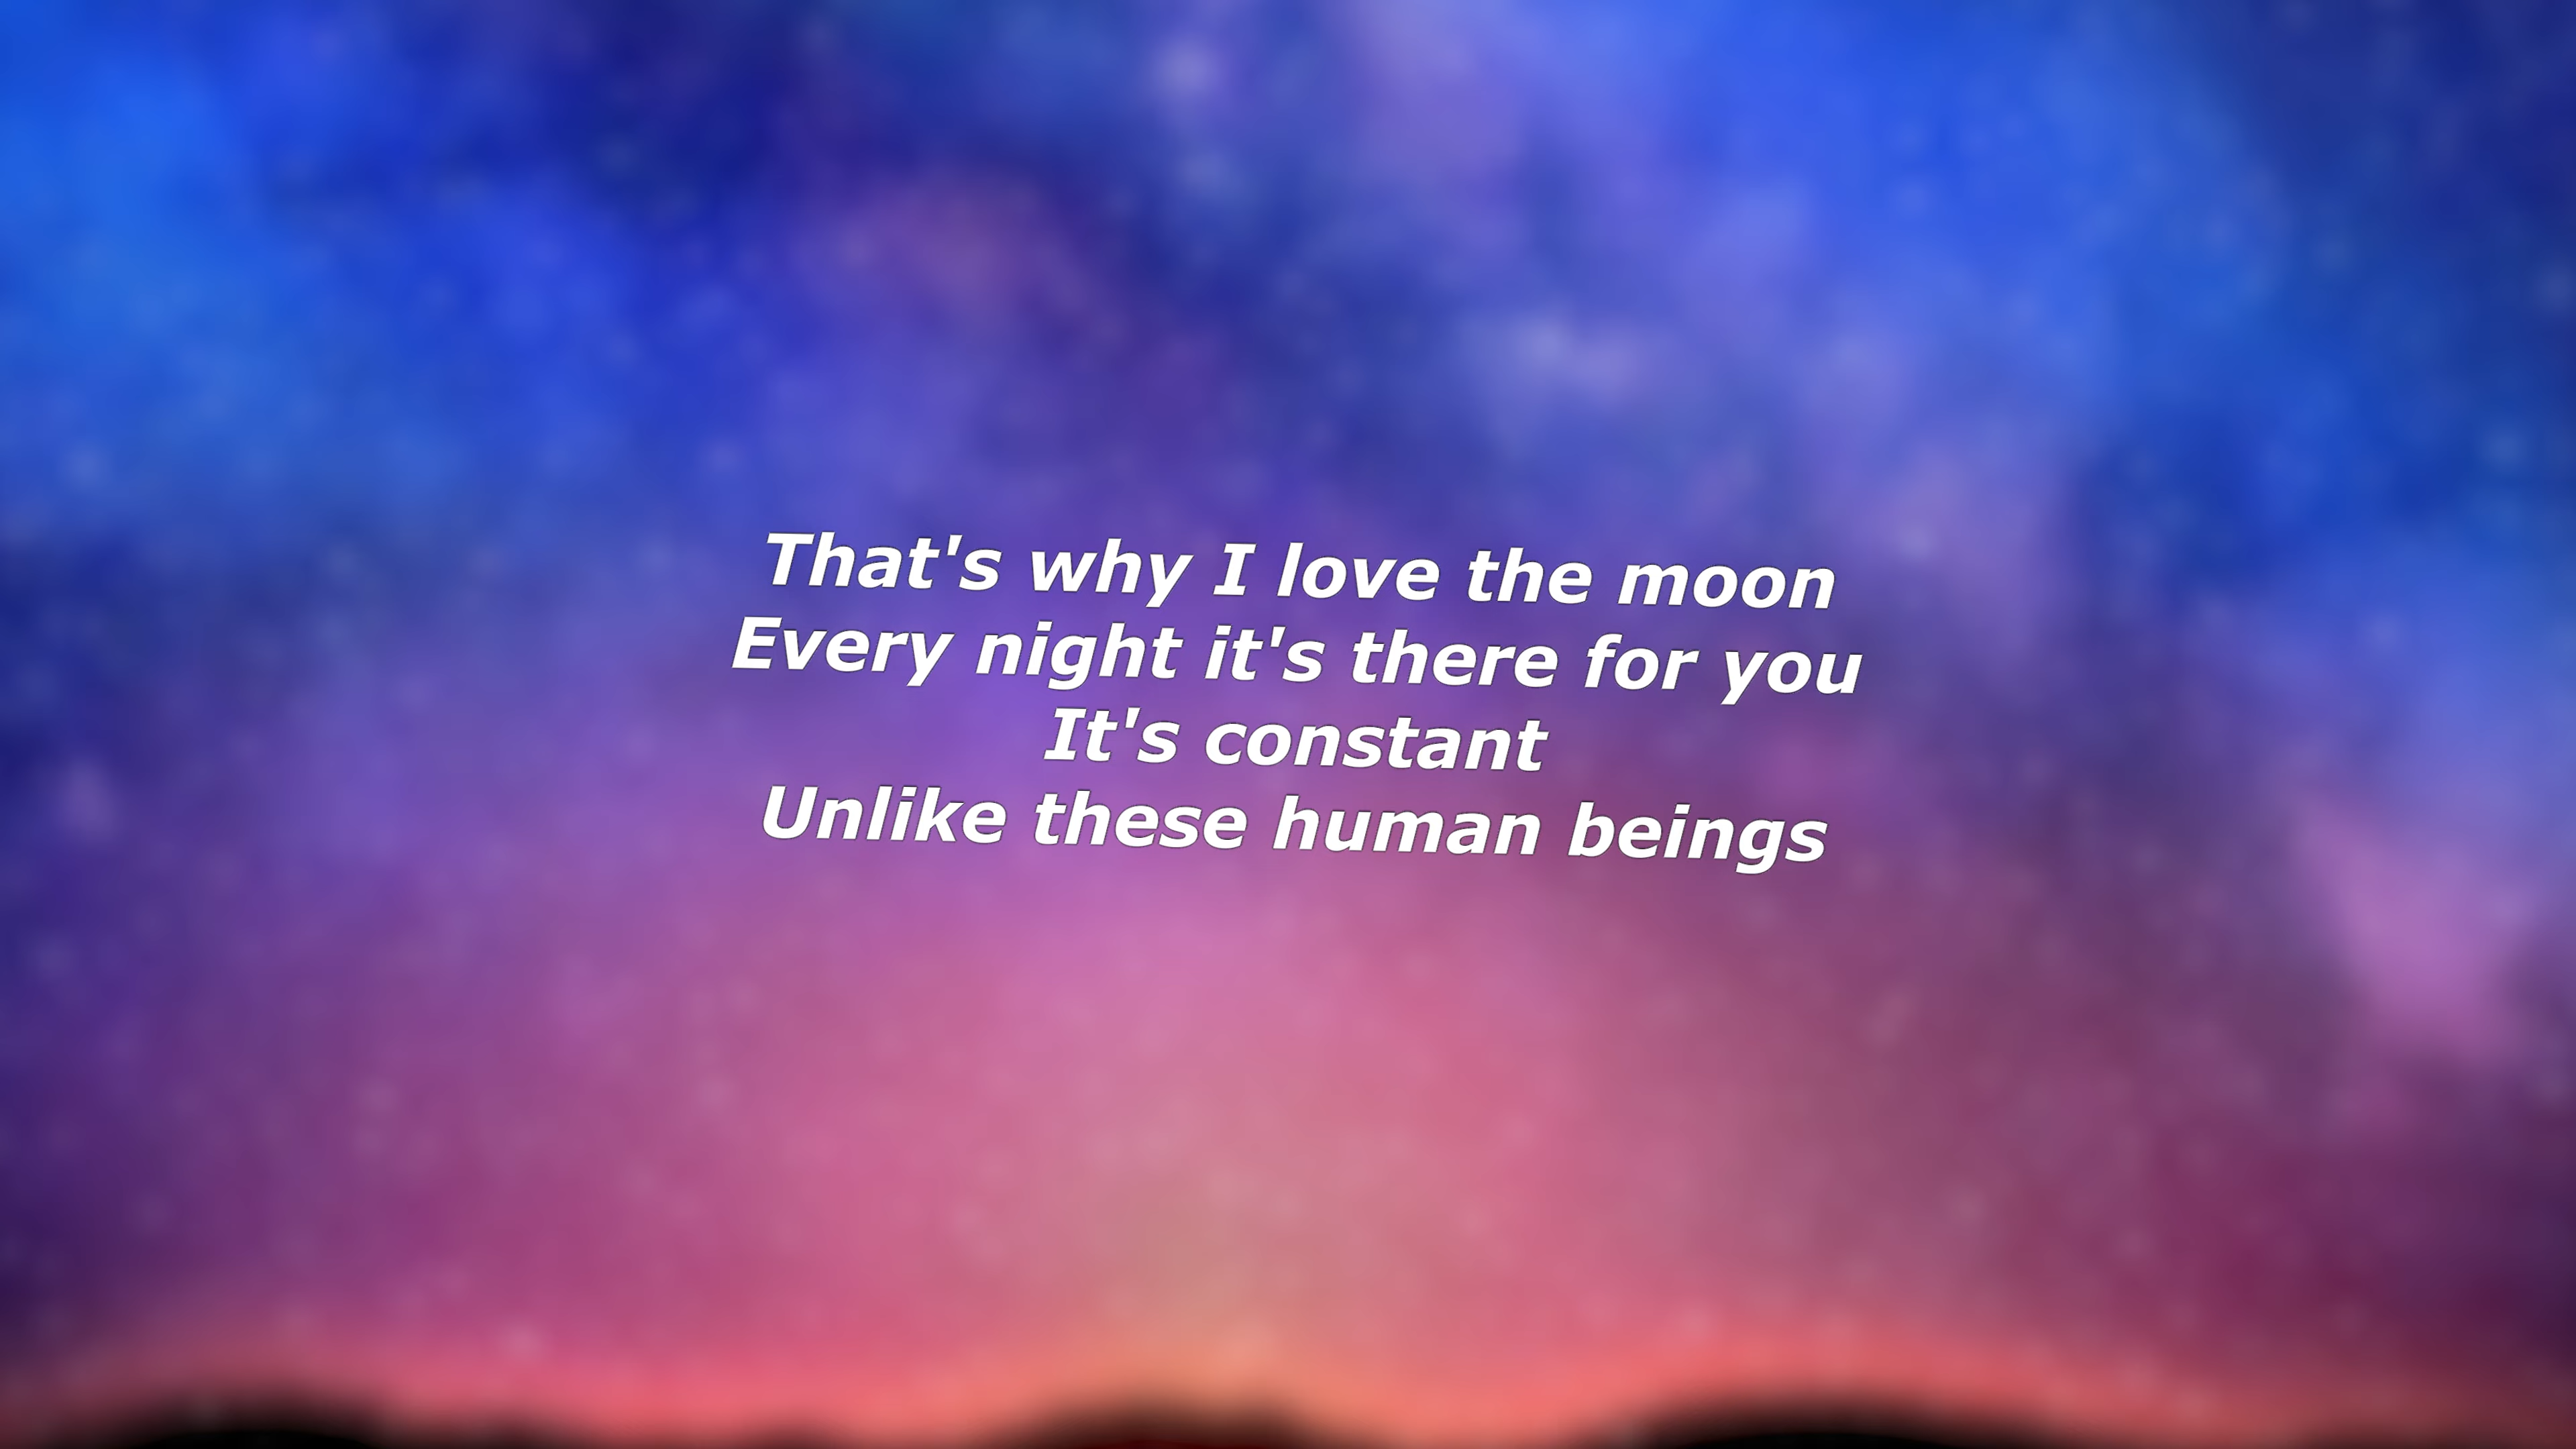 That's why I love the moon
Every night it's there for you
It's constant
Unlike these human beings